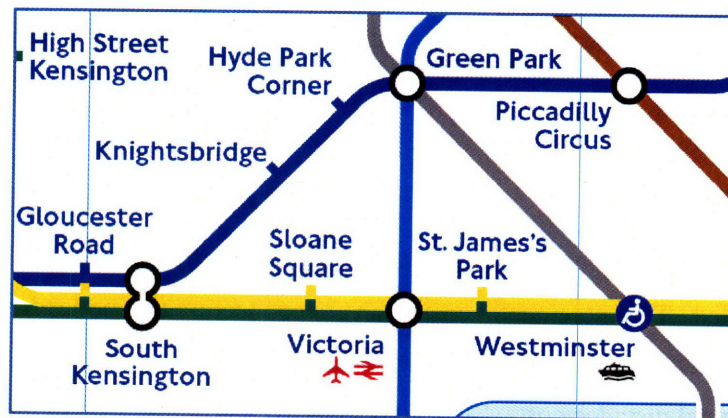 High Street
Kensington
Hyde Park
Corner
Green Park
Piccadilly
Circus
Knightsbridge
Gloucester
Road
Sloane
Square
St. James's
Park
South
Kensington
Victoria
Westminster